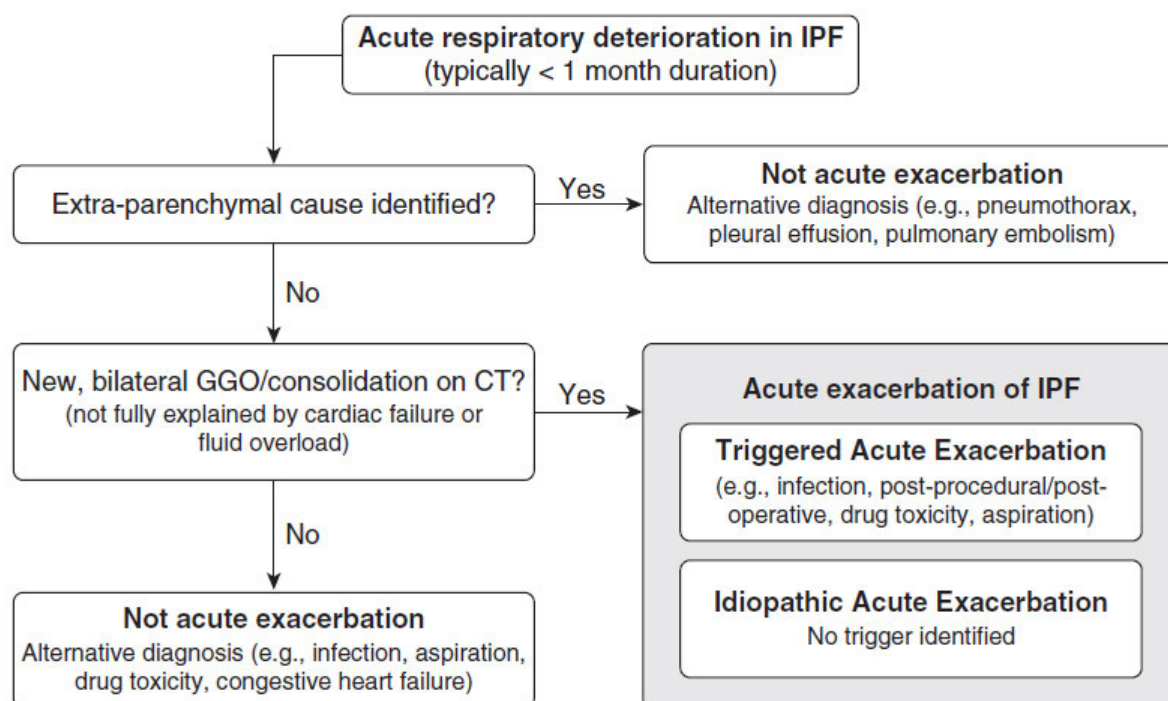 Acute respiratory deterioration in IPF
(typically < 1 month duration)
Extra-parenchymal cause identified?
Yes
Not acute exacerbation
Alternative diagnosis (e.g., pneumothorax,
pleural effusion, pulmonary embolism)
No
New, bilateral GGO/consolidation on CT?
(not fully explained by cardiac failure or
fluid overload)
Yes
Acute exacerbation of IPF
Triggered Acute Exacerbation
(e.g., infection, post-procedural/post-
operative, drug toxicity, aspiration)
Idiopathic Acute Exacerbation
No trigger identified
No
Not acute exacerbation
Alternative diagnosis (e.g., infection, aspiration,
drug toxicity, congestive heart failure)